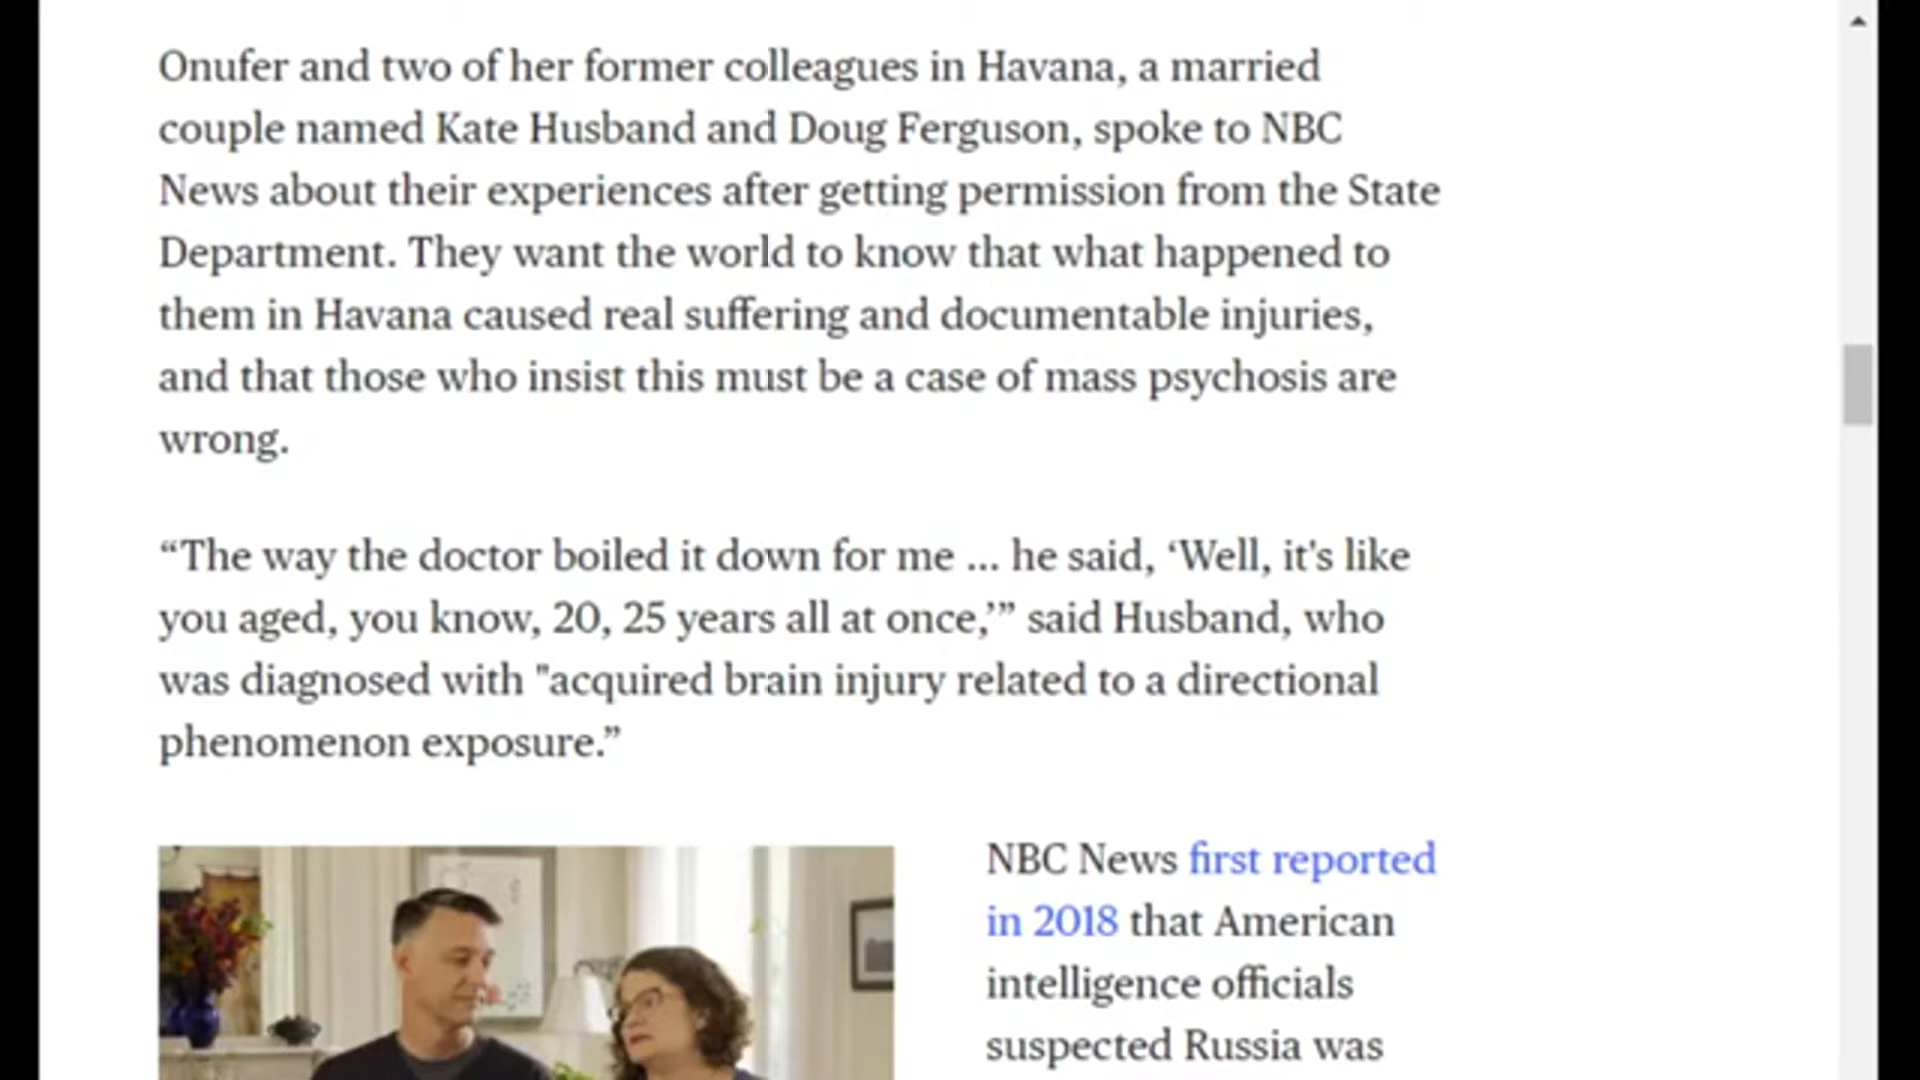 Onufer and two of her former colleagues in Havana, a married
couple named Kate Husband and Doug Ferguson, spoke to NBC
News about their experiences after getting permission from the State
Department. They want the world to know that what happened to
them in Havana caused real suffering and documentable injuries,
and that those who insist this must be a case of mass psychosis are
wrong.
“The way the doctor boiled it down for me ... he said, ‘Well, it's like
you aged, you know, 20, 25 years all at once,’” said Husband, who
was diagnosed with "acquired brain injury related to a directional
phenomenon exposure.”
NBC News first reported
in 2018 that American
intelligence officials
suspected Russia was